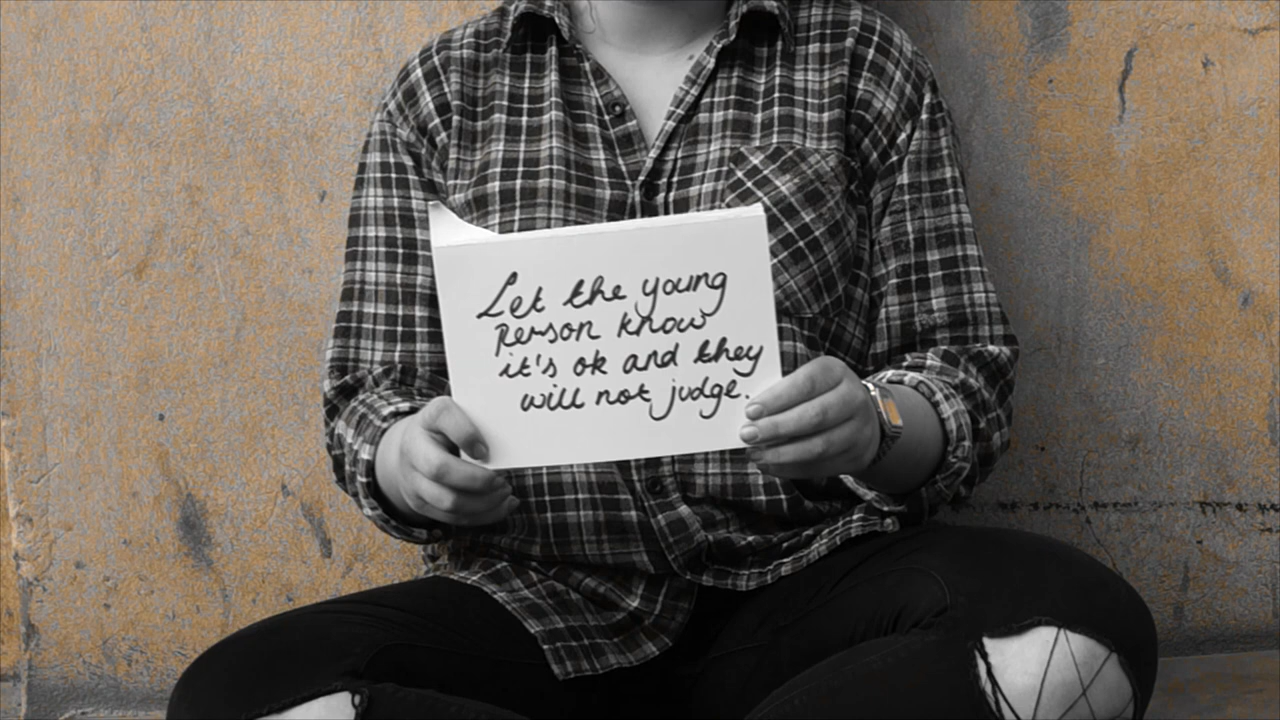 Let the young
Person know
it's ok and they
will not judge.